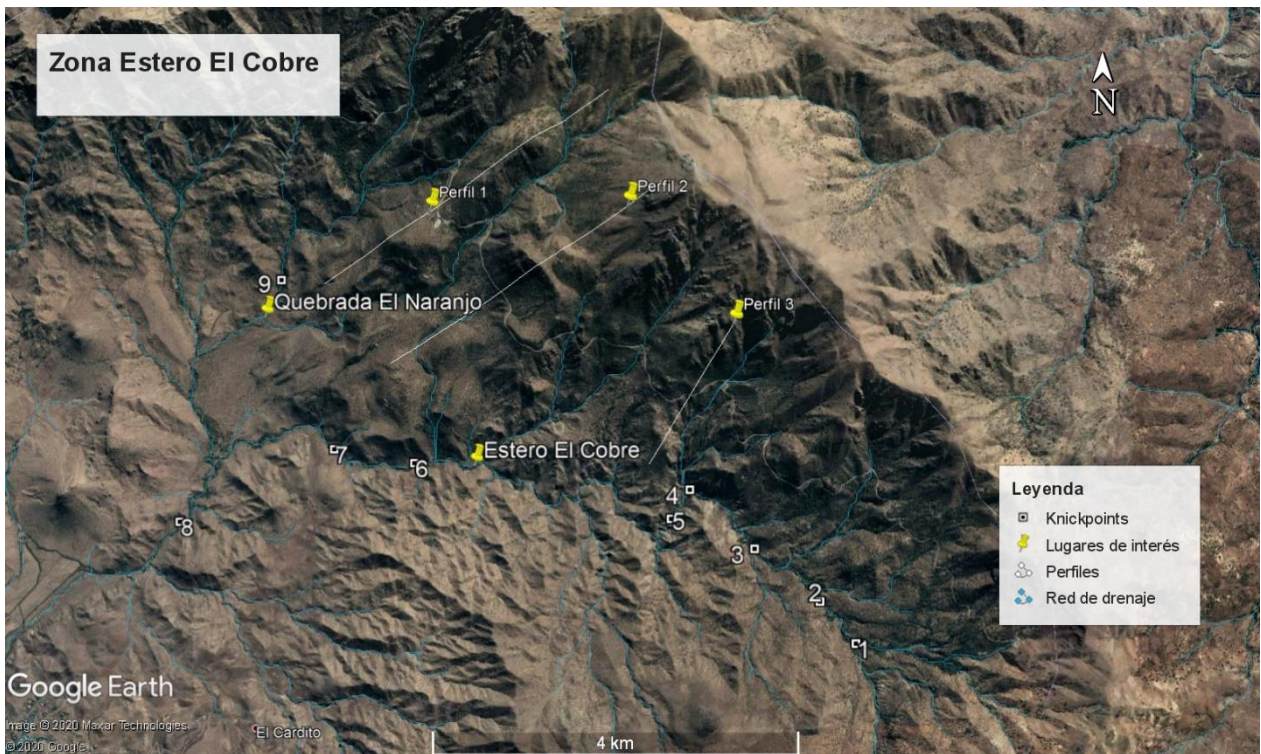 Zona Estero El Cobre
N
Perfil 1
Perfil 2
9
Quebrada El Naranjo
Perfil 3
7
6
Estero El Cobre
8
4
5
3
2
1
Leyenda
Knickpoints
Lugares de interés
Perfiles
Red de drenaje
Google Earth
Image © 2020 Maxar Technologies
© 2020 Google
El Cardito
4 km